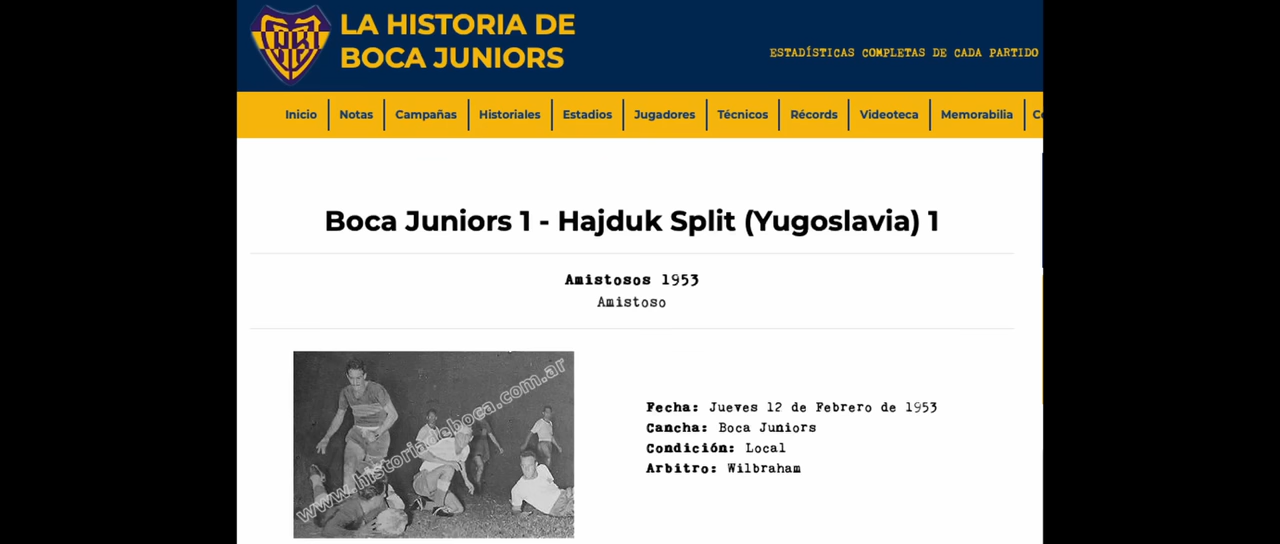 LA HISTORIA DE
BOCA JUNIORS
ESTADÍSTICAS COMPLETAS DE CADA PARTIDO
Inicio Notas Campañas Historiales Estadios Jugadores Técnicos Récords Videoteca Memorabilia
Boca Juniors 1 - Hajduk Split (Yugoslavia) 1
Amistosos 1953
Amistoso
www.historiadeboca.com.ar
Fecha: Jueves 12 de Febrero de 1953
Cancha: Boca Juniors
Condición: Local
Arbitro: Wilbraham